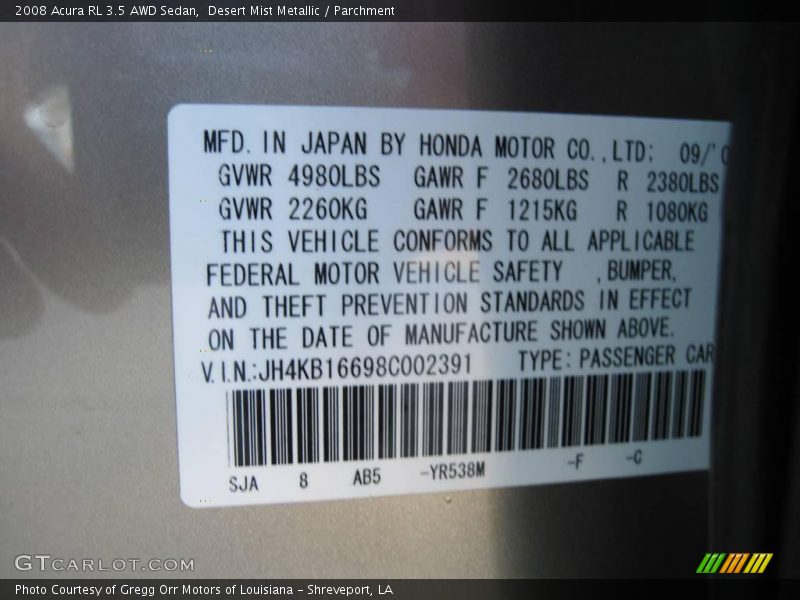 2008 Acura RL 3.5 AWD Sedan,  Desert Mist Metallic / Parchment
MFD. IN JAPAN BY HONDA MOTOR CO.,LTD: 09/'0
GVWR 4980LBS GAWR F 2680LBS R 2380LBS
GVWR 2260KG GAWR F 1215KG R 1080KG
THIS VEHICLE CONFORMS TO ALL APPLICABLE
FEDERAL MOTOR VEHICLE SAFETY ,BUMPER,
AND THEFT PREVENTION STANDARDS IN EFFECT
ON THE DATE OF MANUFACTURE SHOWN ABOVE.
V.I.N.:JH4KB16698C002391 TYPE: PASSENGER CAR
SJA 8 AB5 -YR538M -F -C
GTCARLOT.COM
Photo Courtesy of Gregg Orr Motors of Louisiana – Shreveport, LA